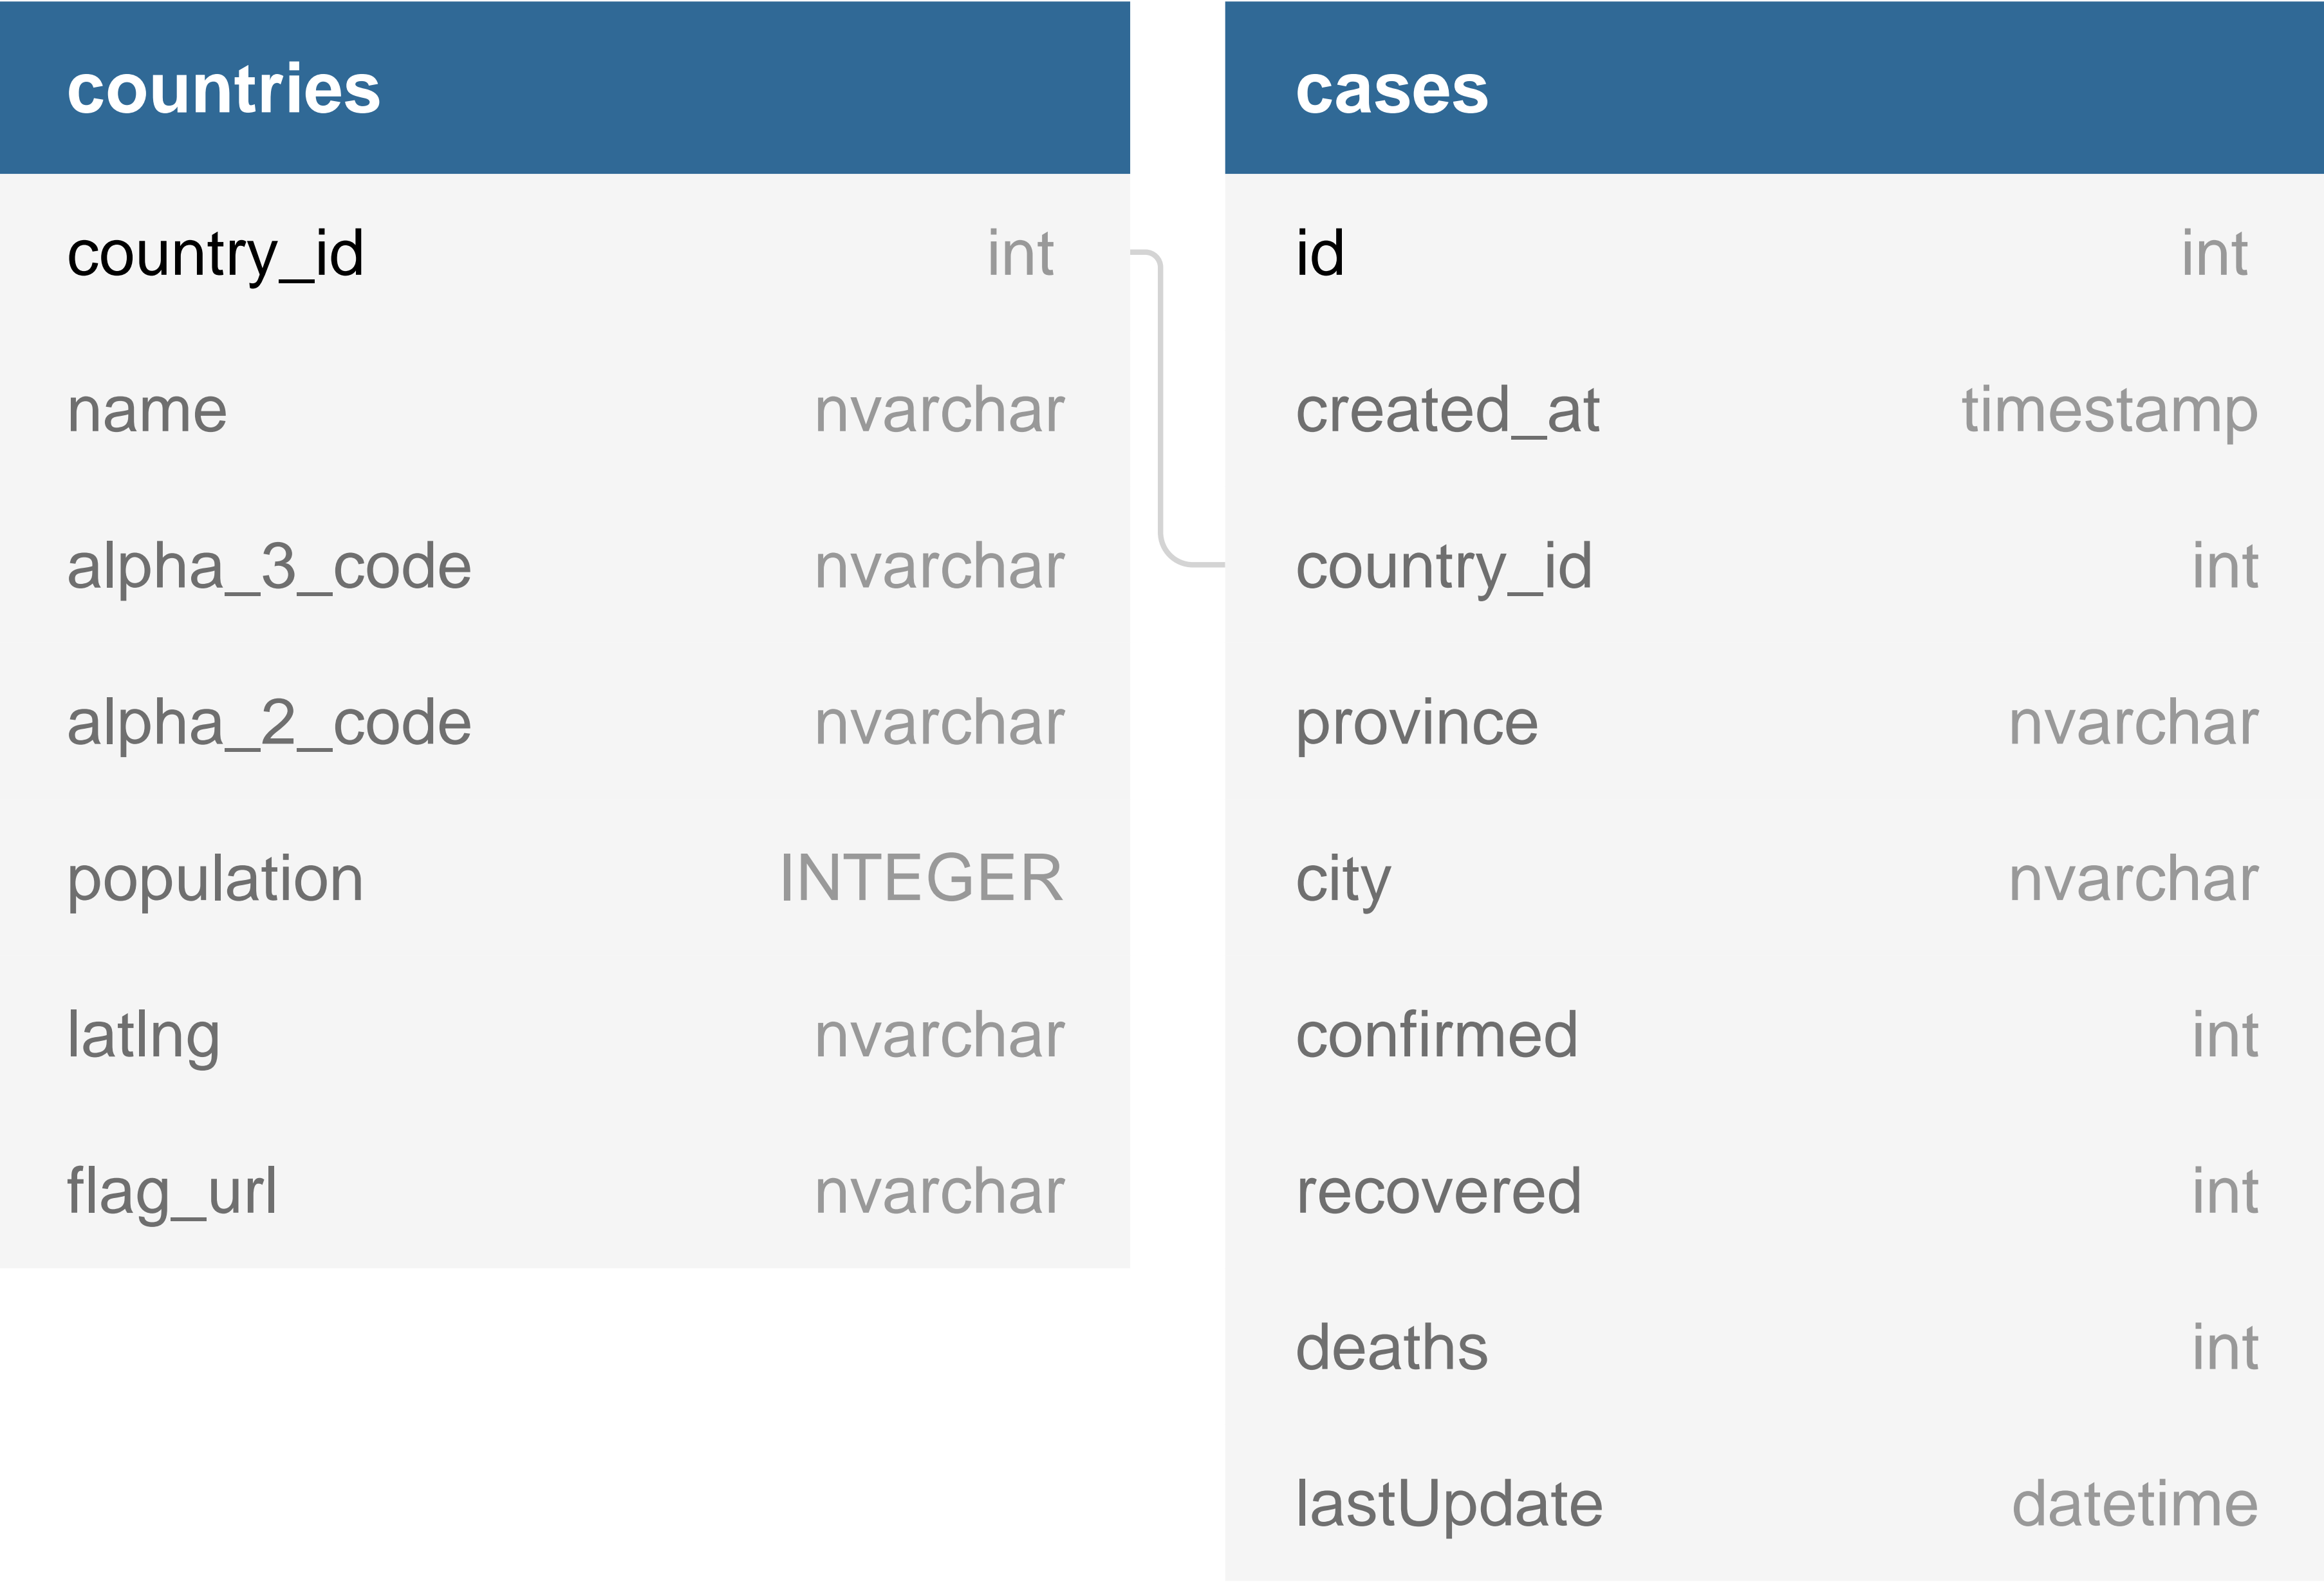 countries
country_id int
name nvarchar
alpha_3_code nvarchar
alpha_2_code nvarchar
population INTEGER
latlng nvarchar
flag_url nvarchar
cases
id int
created_at timestamp
country_id int
province nvarchar
city nvarchar
confirmed int
recovered int
deaths int
lastUpdate datetime